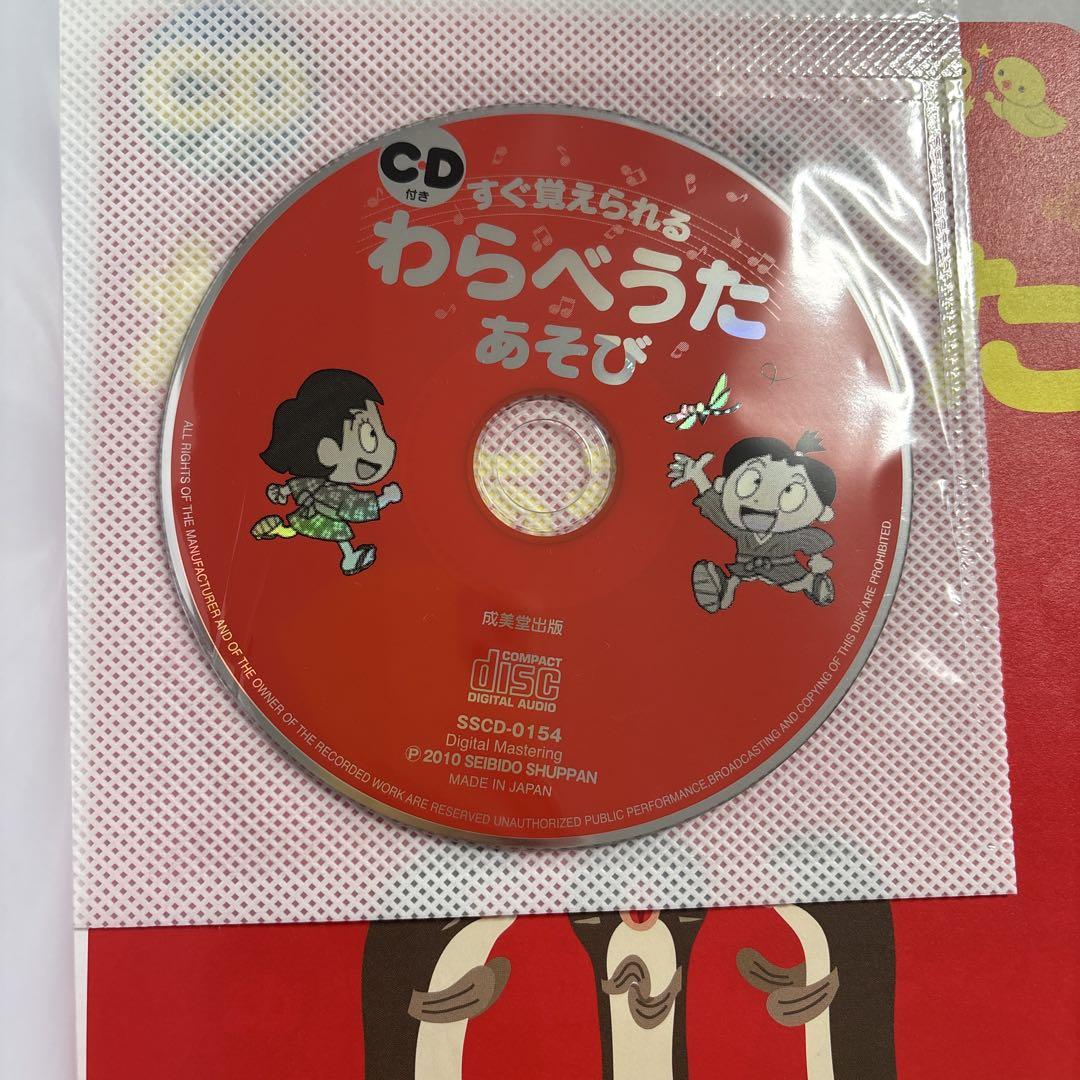 CD
付き
すぐ覚えられる
わらべうた
あそび
成美堂出版
COMPACT
disc
DIGITAL AUDIO
SSCD-0154
Digital Mastering
Ⓟ 2010 SEIBIDO SHUPPAN
MADE IN JAPAN
ALL RIGHTS OF THE MANUFACTURER AND OF THE OWNER OF THE RECORDED WORK ARE RESERVED UNAUTHORIZED PUBLIC PERFORMANCE,BROADCASTING AND COPYING OF THIS DISK ARE PROHIBITED.